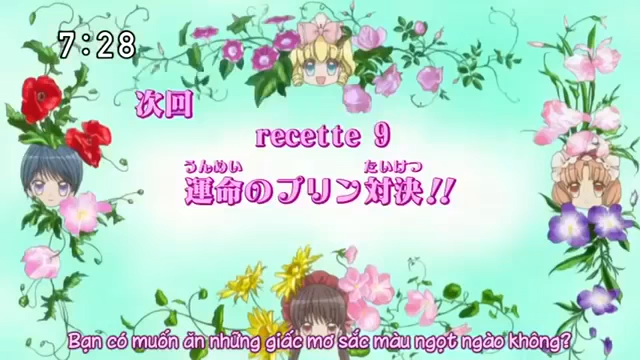 7:28
次回
recette 9
うんめい たいけつ
運命のプリン対決!!
Bạn có muốn ăn những giấc mơ sắc màu ngọt ngào không?